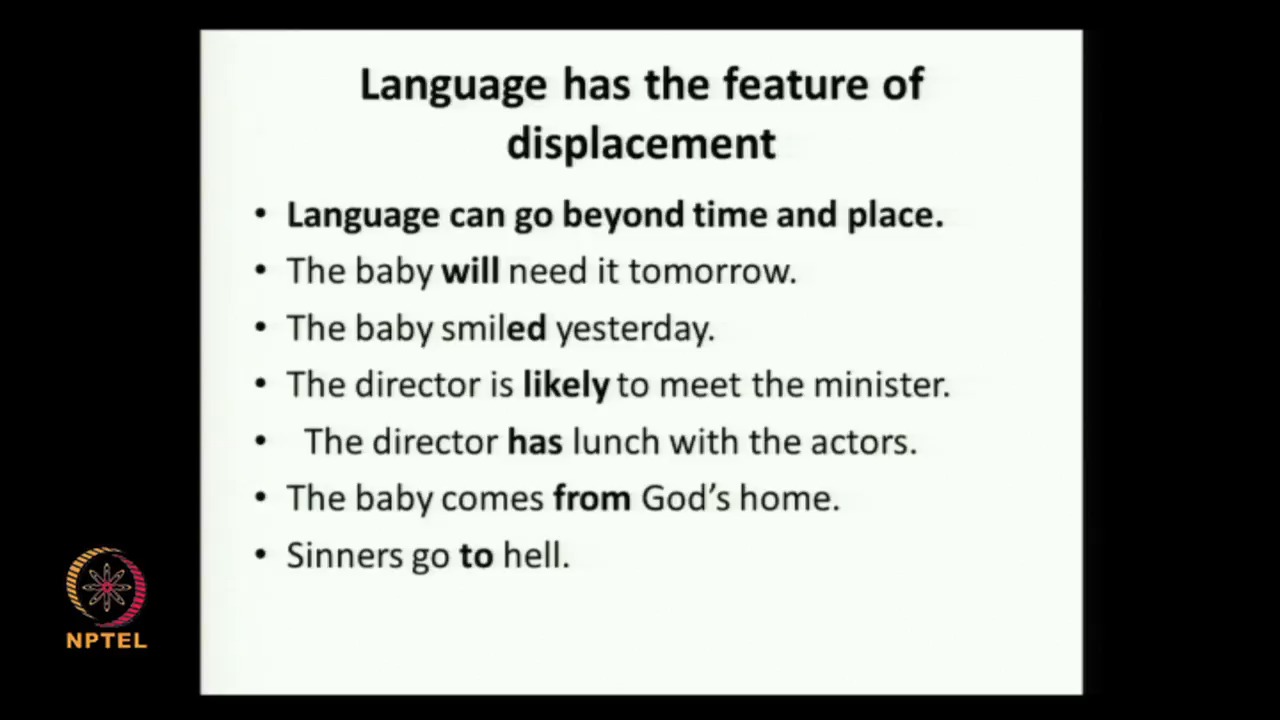 Language has the feature of
displacement
• Language can go beyond time and place.
• The baby will need it tomorrow.
• The baby smiled yesterday.
• The director is likely to meet the minister.
• The director has lunch with the actors.
• The baby comes from God’s home.
• Sinners go to hell.
NPTEL